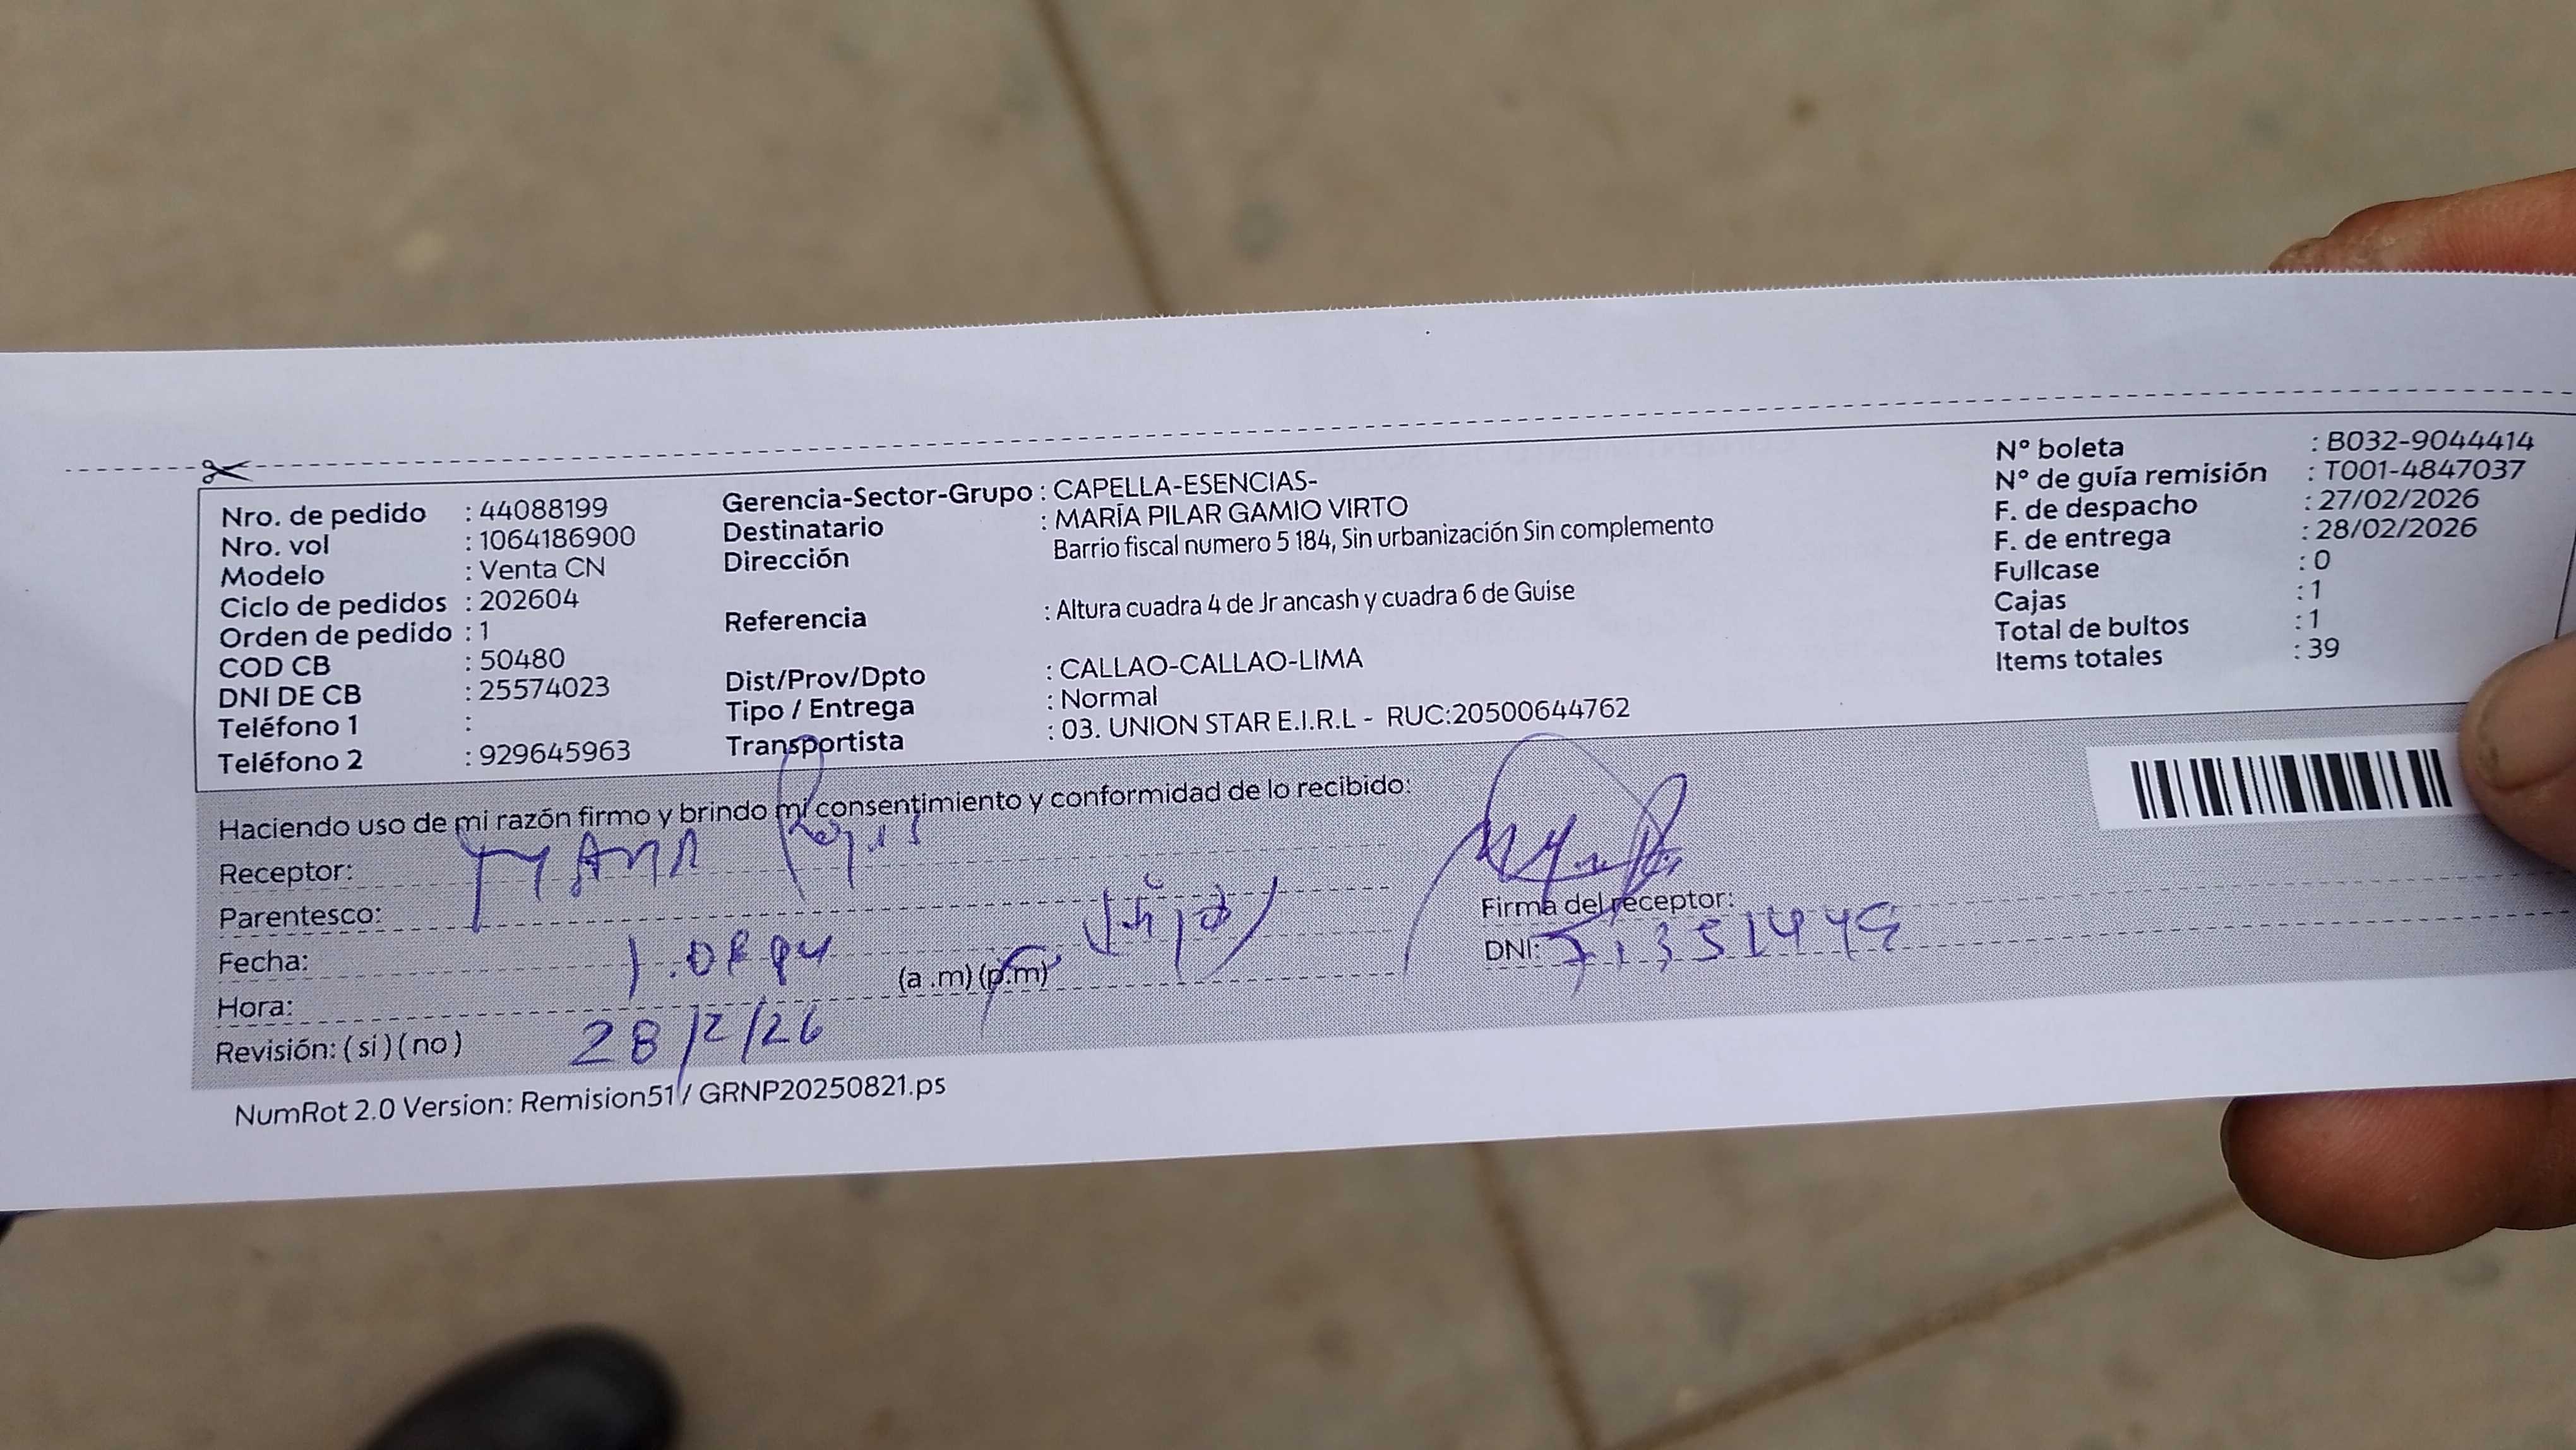 Nro. de pedido : 44088199
Nro. vol : 1064186900
Modelo : Venta CN
Ciclo de pedidos : 202604
Orden de pedido : 1
COD CB : 50480
DNI DE CB : 25574023
Teléfono 1 :
Teléfono 2 : 929645963
Gerencia-Sector-Grupo : CAPELLA-ESENCIAS-
Destinatario : MARÍA PILAR GAMIO VIRTO
Dirección Barrio fiscal numero 5 184, Sin urbanización Sin complemento
Referencia : Altura cuadra 4 de Jr ancash y cuadra 6 de Guise
Dist/Prov/Dpto : CALLAO-CALLAO-LIMA
Tipo / Entrega : Normal
Transportista : 03. UNION STAR E.I.R.L - RUC:20500644762
N° boleta : B032-9044414
N° de guía remisión : T001-4847037
F. de despacho : 27/02/2026
F. de entrega : 28/02/2026
Fullcase : 0
Cajas : 1
Total de bultos : 1
Items totales : 39
Haciendo uso de mi razón firmo y brindo mi consentimiento y conformidad de lo recibido:
Receptor:
Parentesco: (hijo)
Fecha:
Hora: (a .m) (p.m)
Revisión: ( si ) ( no ) 28/2/26
Firma del receptor:
DNI:
NumRot 2.0 Version: Remision51 / GRNP20250821.ps